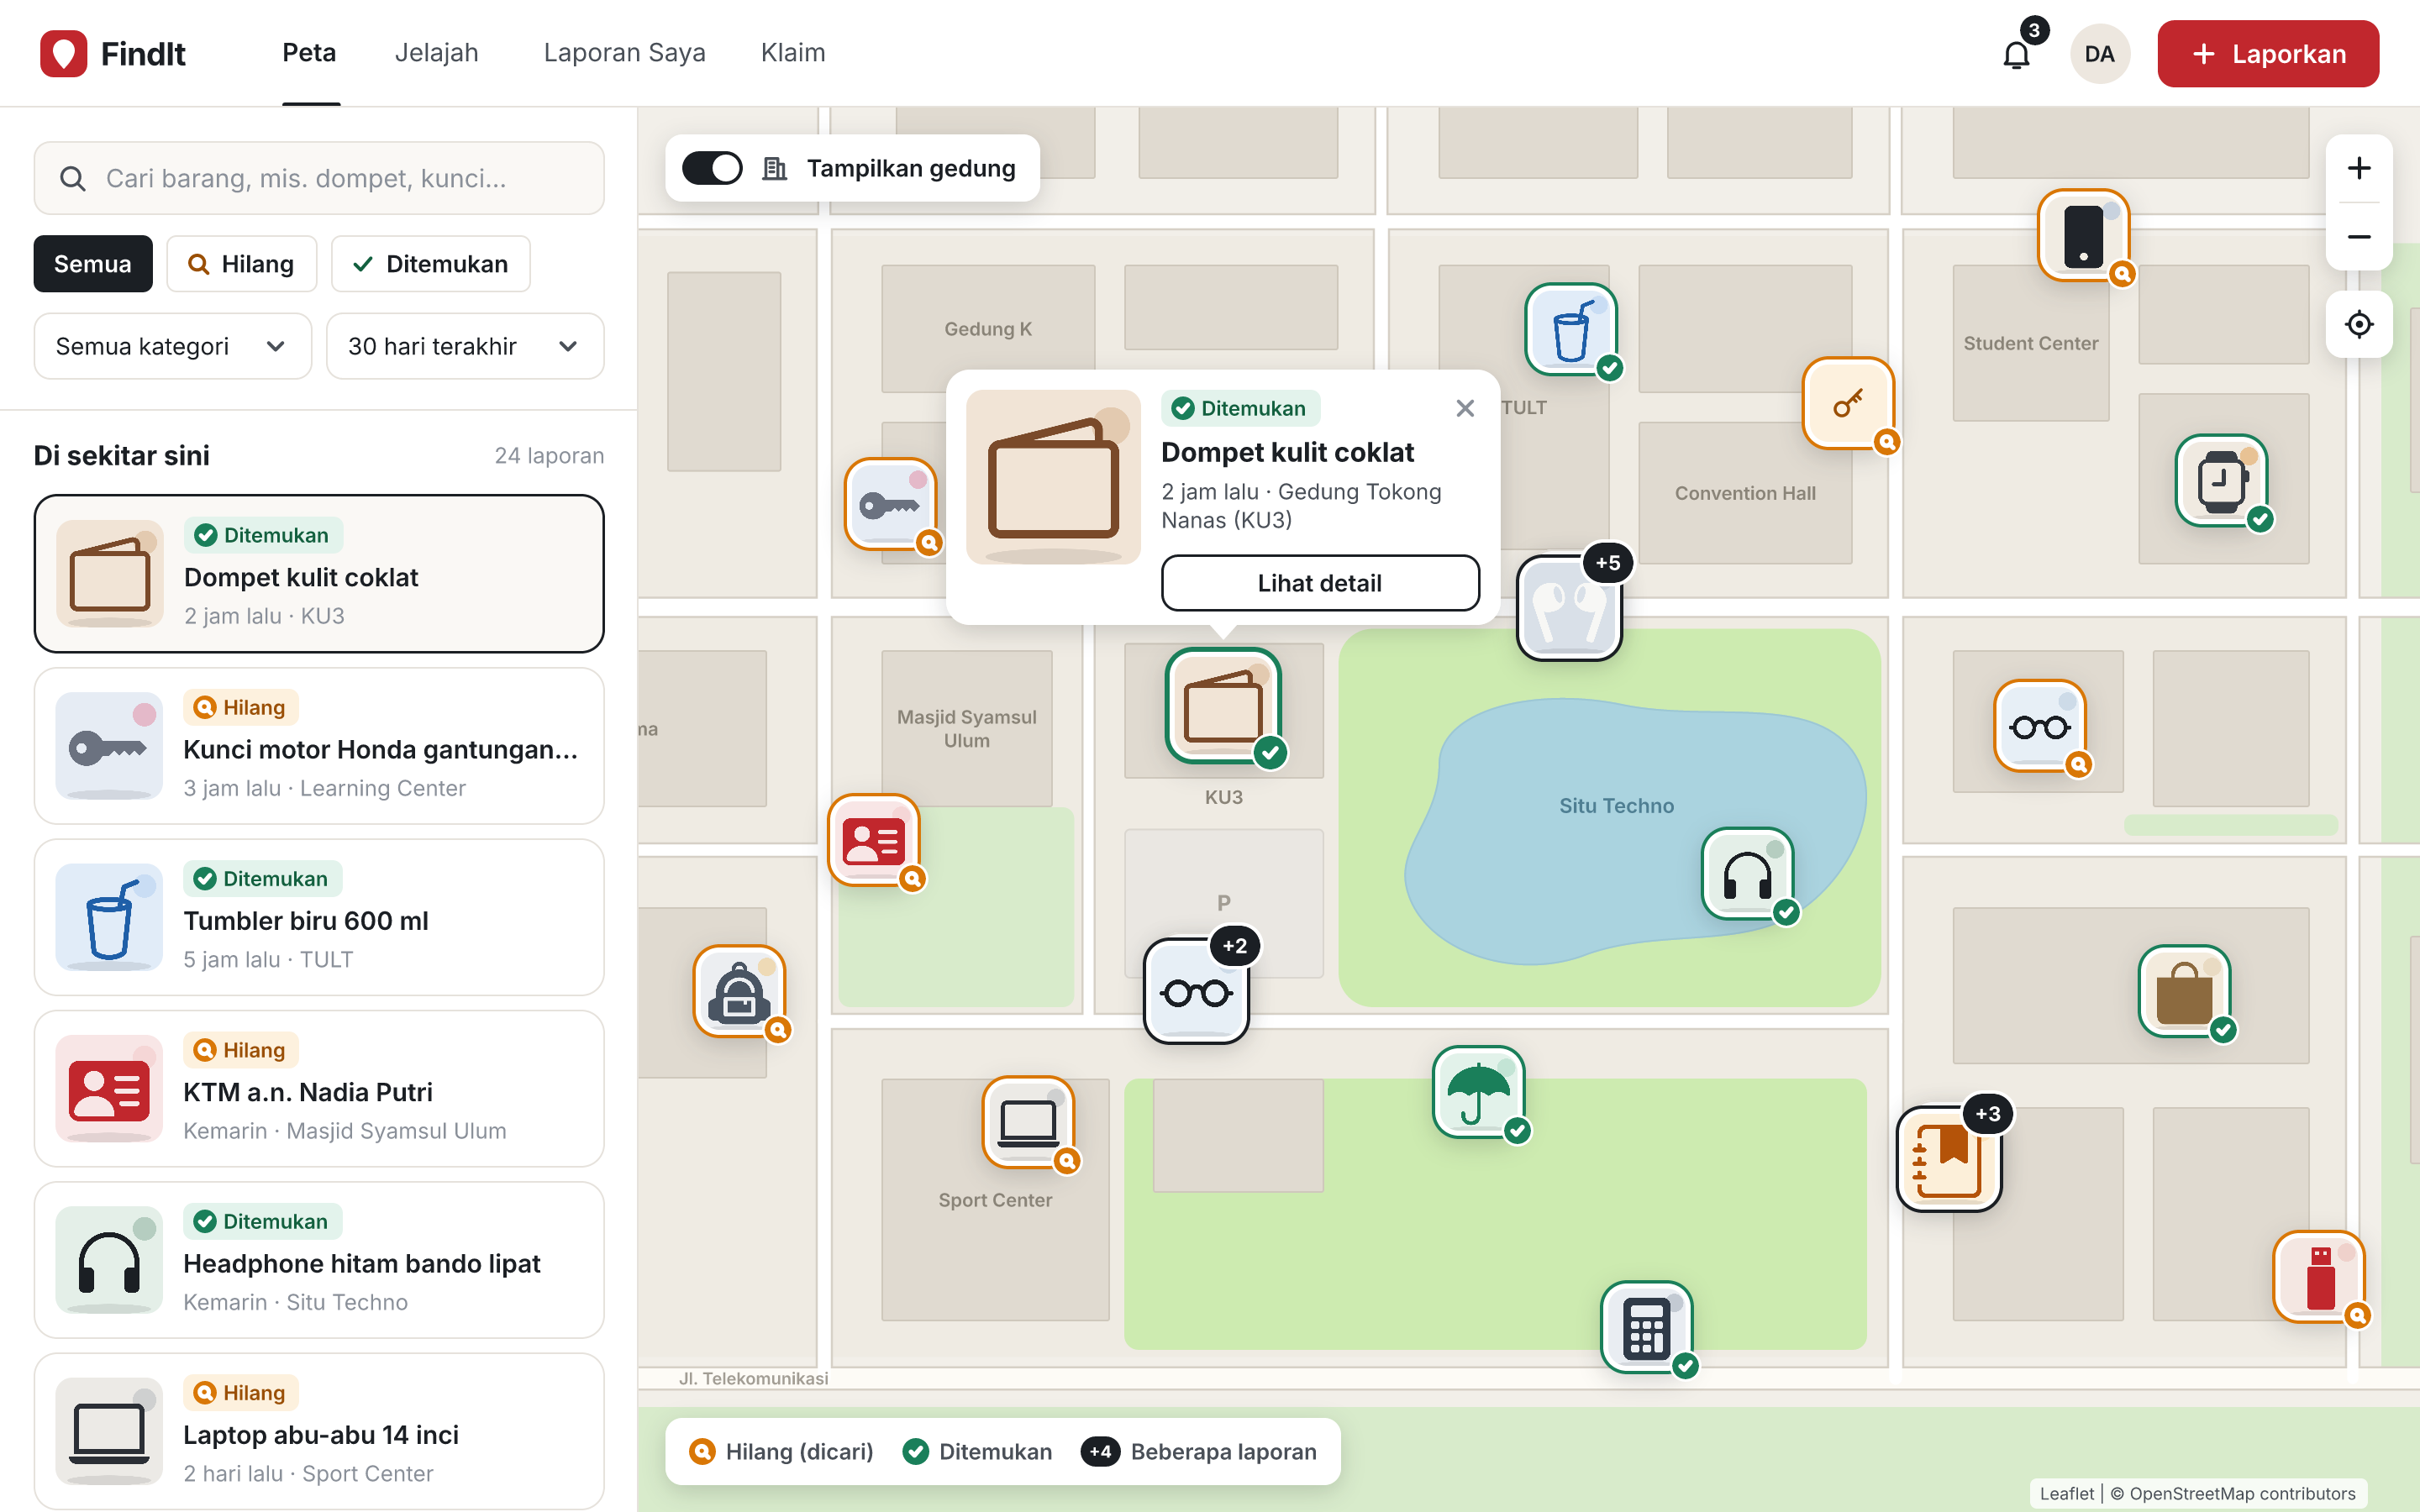 FindIt
Peta
Jelajah
Laporan Saya
Klaim
3
DA
+ Laporkan
Cari barang, mis. dompet, kunci...
Semua
Hilang
Ditemukan
Semua kategori
30 hari terakhir
Di sekitar sini
24 laporan
Ditemukan
Dompet kulit coklat
2 jam lalu · KU3
Hilang
Kunci motor Honda gantungan...
3 jam lalu · Learning Center
Ditemukan
Tumbler biru 600 ml
5 jam lalu · TULT
Hilang
KTM a.n. Nadia Putri
Kemarin · Masjid Syamsul Ulum
Ditemukan
Headphone hitam bando lipat
Kemarin · Situ Techno
Hilang
Laptop abu-abu 14 inci
2 hari lalu · Sport Center
Tampilkan gedung
Gedung K
TULT
Student Center
Convention Hall
Ditemukan
Dompet kulit coklat
2 jam lalu · Gedung Tokong
Nanas (KU3)
Lihat detail
+5
ma
Masjid Syamsul
Ulum
KU3
Situ Techno
P
+2
+3
Sport Center
Jl. Telekomunikasi
Hilang (dicari)
Ditemukan
+4
Beberapa laporan
Leaflet | © OpenStreetMap contributors